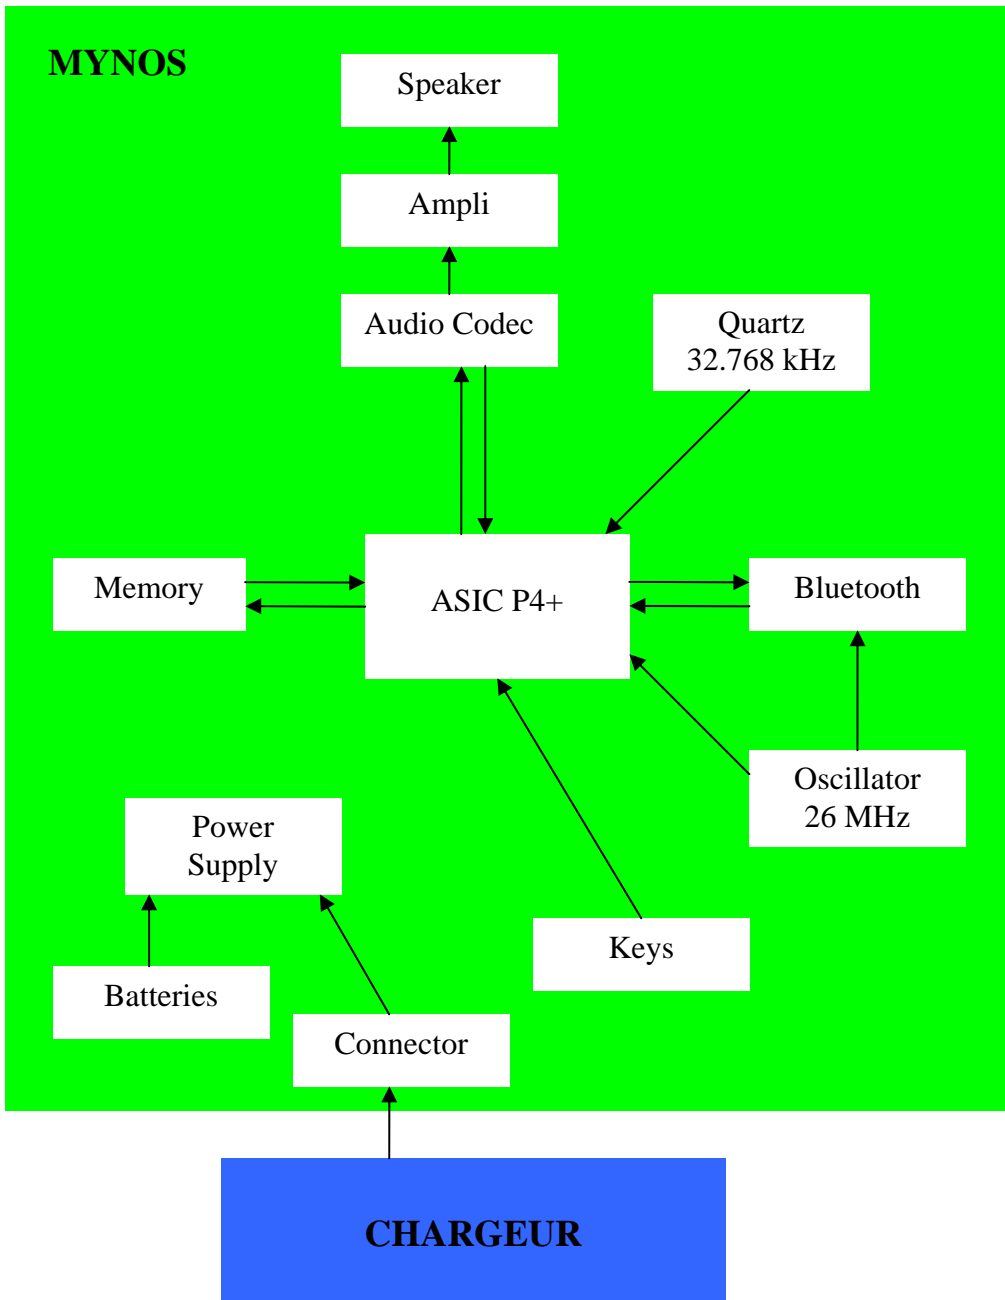 MYNOS
Speaker
Ampli
Audio Codec
Quartz
32.768 kHz
Memory
ASIC P4+
Bluetooth
Oscillator
26 MHz
Power
Supply
Keys
Batteries
Connector
CHARGEUR